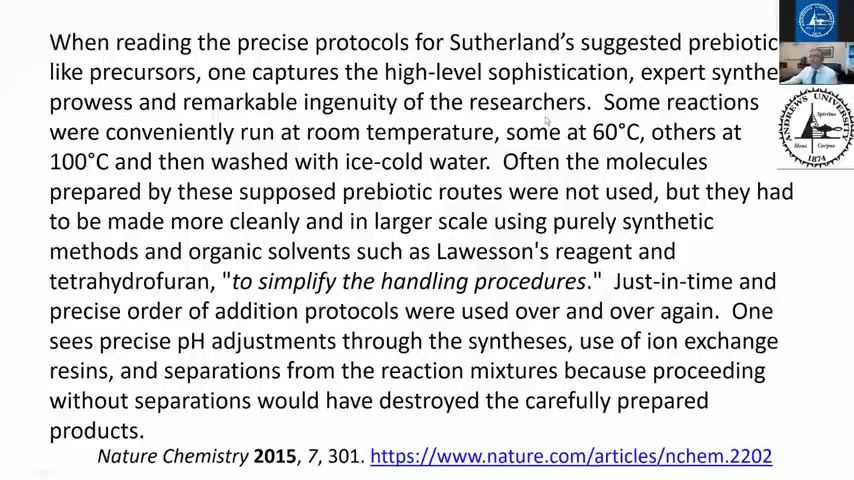 When reading the precise protocols for Sutherland's suggested prebiotic
like precursors, one captures the high-level sophistication, expert synthe
prowess and remarkable ingenuity of the researchers. Some reactions
were conveniently run at room temperature, some at 60°C, others at
100°C and then washed with ice-cold water. Often the molecules
prepared by these supposed prebiotic routes were not used, but they had
to be made more cleanly and in larger scale using purely synthetic
methods and organic solvents such as Lawesson's reagent and
tetrahydrofuran, "to simplify the handling procedures." Just-in-time and
precise order of addition protocols were used over and over again. One
sees precise pH adjustments through the syntheses, use of ion exchange
resins, and separations from the reaction mixtures because proceeding
without separations would have destroyed the carefully prepared
products.
Nature Chemistry 2015, 7, 301. https://www.nature.com/articles/nchem.2202
ANDREWS UNIVERSITY
Spiritus
Mens Corpus
1874